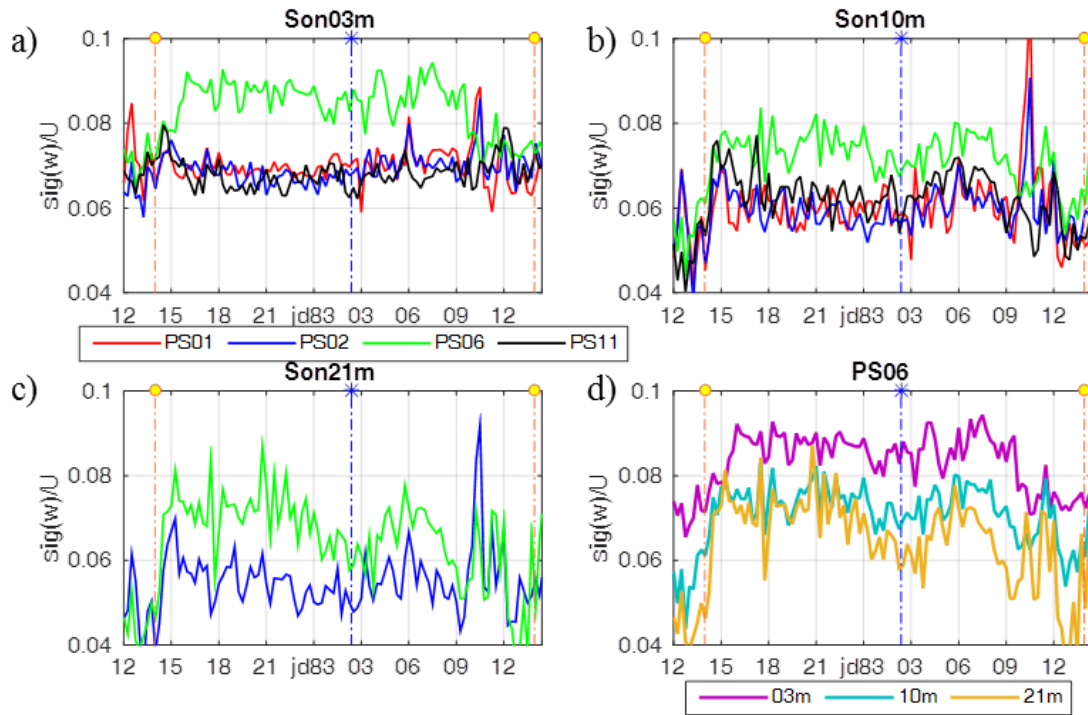 a) Son03m
0.1
0.08
0.06
0.04
sig(w)/U
12 15 18 21 jd83 03 06 09 12
PS01 PS02 PS06 PS11
b) Son10m
0.1
0.08
0.06
0.04
sig(w)/U
12 15 18 21 jd83 03 06 09 12
c) Son21m
0.1
0.08
0.06
0.04
sig(w)/U
12 15 18 21 jd83 03 06 09 12
d) PS06
0.1
0.08
0.06
0.04
sig(w)/U
12 15 18 21 jd83 03 06 09 12
03m 10m 21m